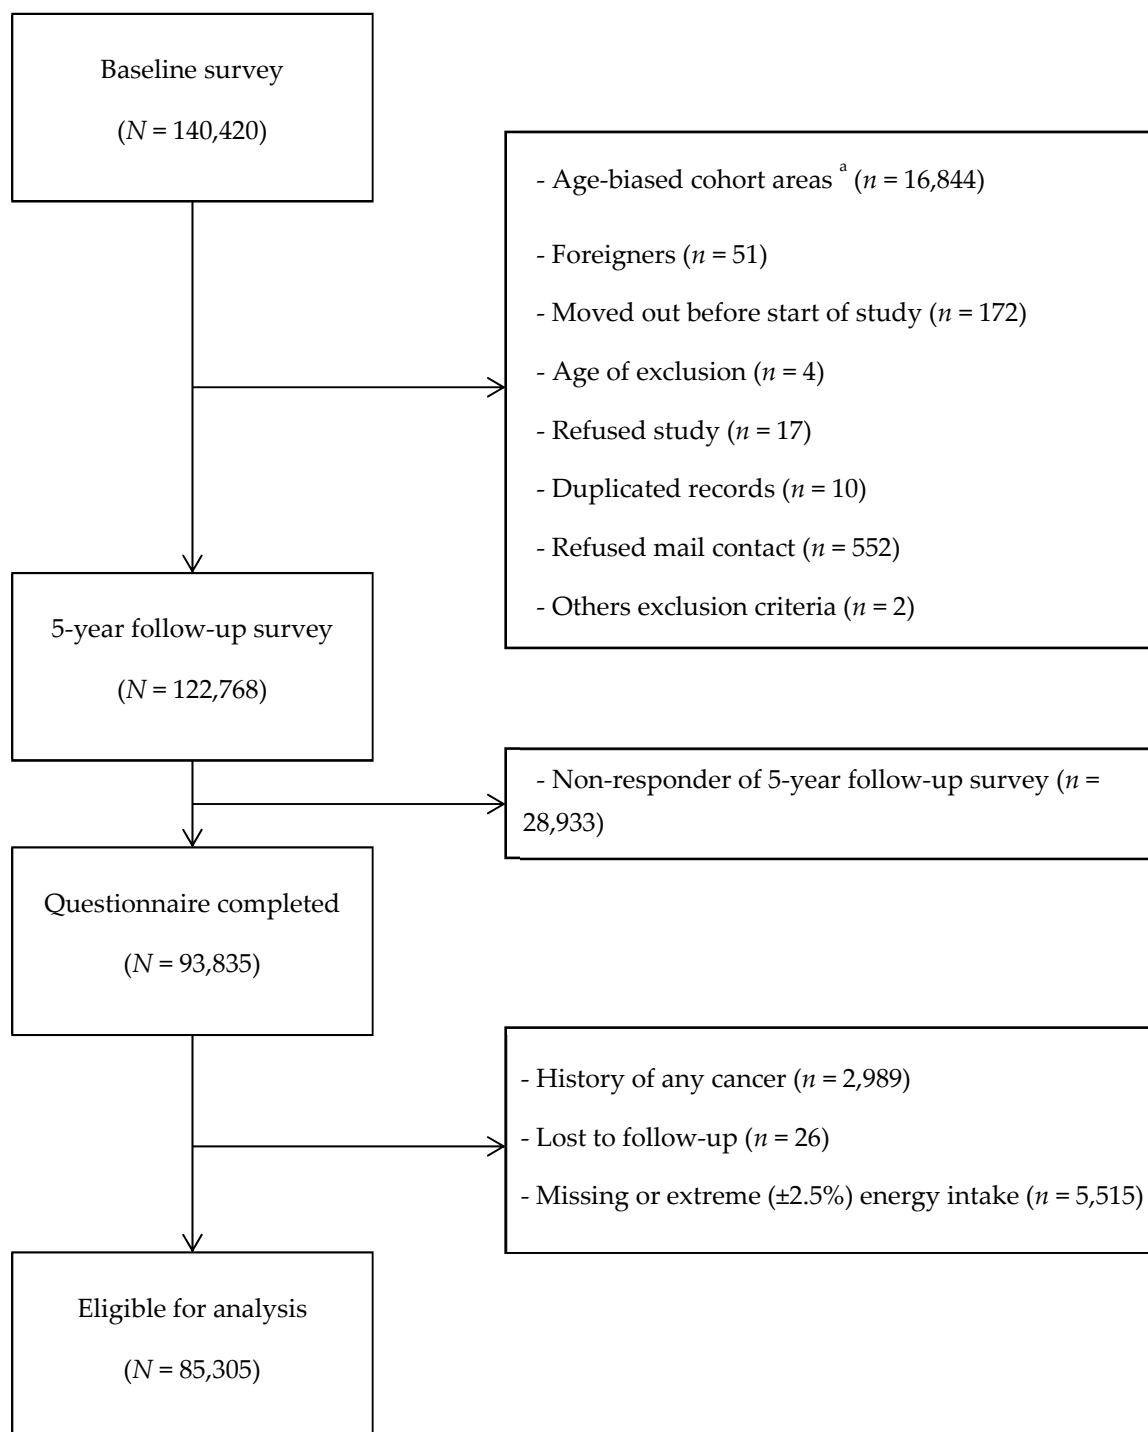 Baseline survey
(N = 140,420)
- Age-biased cohort areas ª (n = 16,844)
- Foreigners (n = 51)
- Moved out before start of study (n = 172)
- Age of exclusion (n = 4)
- Refused study (n = 17)
- Duplicated records (n = 10)
- Refused mail contact (n = 552)
- Others exclusion criteria (n = 2)
5-year follow-up survey
(N = 122,768)
- Non-responder of 5-year follow-up survey (n =
28,933)
Questionnaire completed
(N = 93,835)
- History of any cancer (n = 2,989)
- Lost to follow-up (n = 26)
- Missing or extreme (±2.5%) energy intake (n = 5,515)
Eligible for analysis
(N = 85,305)